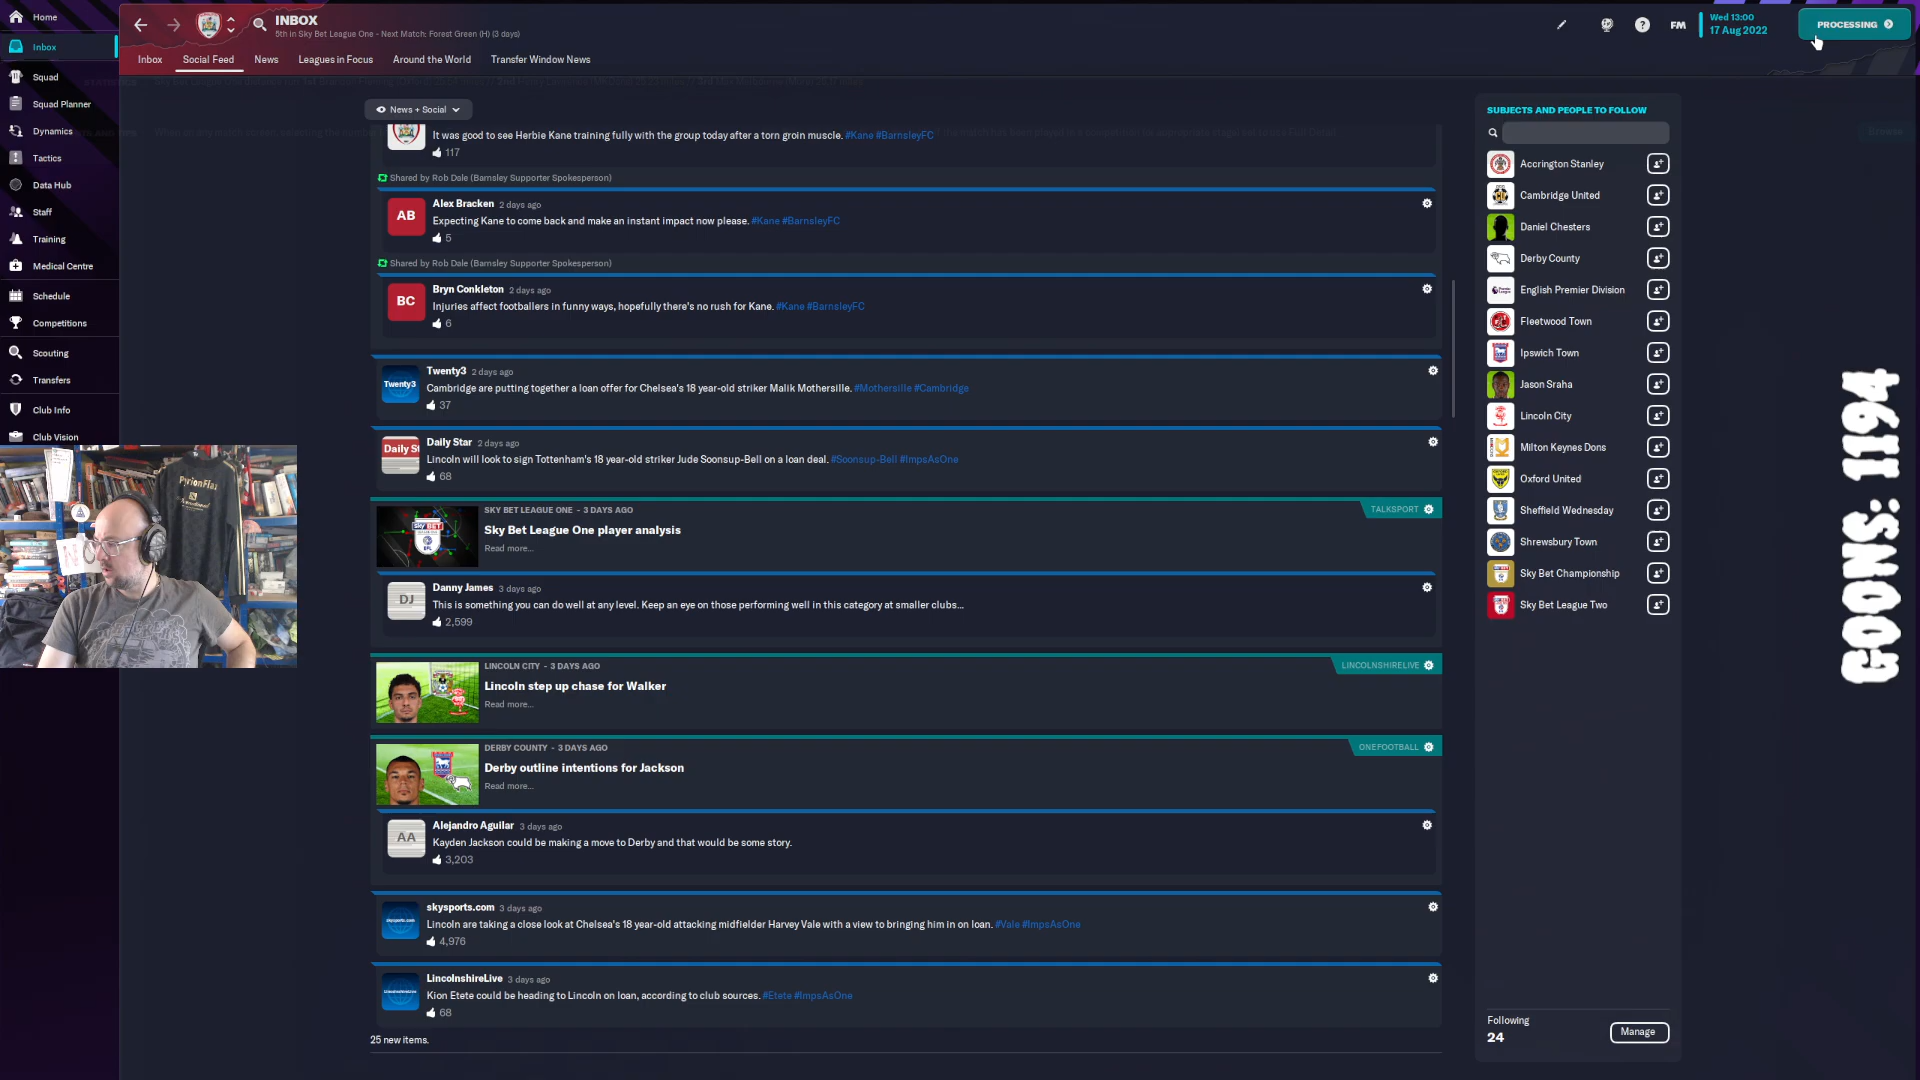 Home
Inbox
Squad
Squad Planner
Dynamics
Tactics
Data Hub
Staff
Training
Medical Centre
Schedule
Competitions
Scouting
Transfers
Club Info
Club Vision
INBOX
5th in Sky Bet League One - Next Match: Forest Green (H) (3 days)
FM
Wed 13:00
17 Aug 2022
PROCESSING
Inbox
Social Feed
News
Leagues in Focus
Around the World
Transfer Window News
News + Social
It was good to see Herbie Kane training fully with the group today after a torn groin muscle. #Kane #BarnsleyFC
117
Shared by Rob Dale (Barnsley Supporter Spokesperson)
AB
Alex Bracken 2 days ago
Expecting Kane to come back and make an instant impact now please. #Kane #BarnsleyFC
5
Shared by Rob Dale (Barnsley Supporter Spokesperson)
BC
Bryn Conkleton 2 days ago
Injuries affect footballers in funny ways, hopefully there's no rush for Kane. #Kane #BarnsleyFC
6
Twenty3
Twenty3 2 days ago
Cambridge are putting together a loan offer for Chelsea's 18 year-old striker Malik Mothersille. #Mothersille #Cambridge
37
Daily St
Daily Star 2 days ago
Lincoln will look to sign Tottenham's 18 year-old striker Jude Soonsup-Bell on a loan deal. #Soonsup-Bell #ImpsAsOne
68
SKY BET LEAGUE ONE - 3 DAYS AGO
TALKSPORT
Sky Bet League One player analysis
Read more...
DJ
Danny James 3 days ago
This is something you can do well at any level. Keep an eye on those performing well in this category at smaller clubs...
2,599
LINCOLN CITY - 3 DAYS AGO
LINCOLNSHIRELIVE
Lincoln step up chase for Walker
Read more...
DERBY COUNTY - 3 DAYS AGO
ONEFOOTBALL
Derby outline intentions for Jackson
Read more...
AA
Alejandro Aguilar 3 days ago
Kayden Jackson could be making a move to Derby and that would be some story.
3,203
skysports.com
skysports.com 3 days ago
Lincoln are taking a close look at Chelsea's 18 year-old attacking midfielder Harvey Vale with a view to bringing him in on loan. #Vale #ImpsAsOne
4,976
LincolnshireLive
LincolnshireLive 3 days ago
Kion Etete could be heading to Lincoln on loan, according to club sources. #Etete #ImpsAsOne
68
25 new items.
SUBJECTS AND PEOPLE TO FOLLOW
Accrington Stanley
Cambridge United
Daniel Chesters
Derby County
English Premier Division
Fleetwood Town
Ipswich Town
Jason Sraha
Lincoln City
Milton Keynes Dons
Oxford United
Sheffield Wednesday
Shrewsbury Town
Sky Bet Championship
Sky Bet League Two
Following
24
Manage
GOONS: 1194